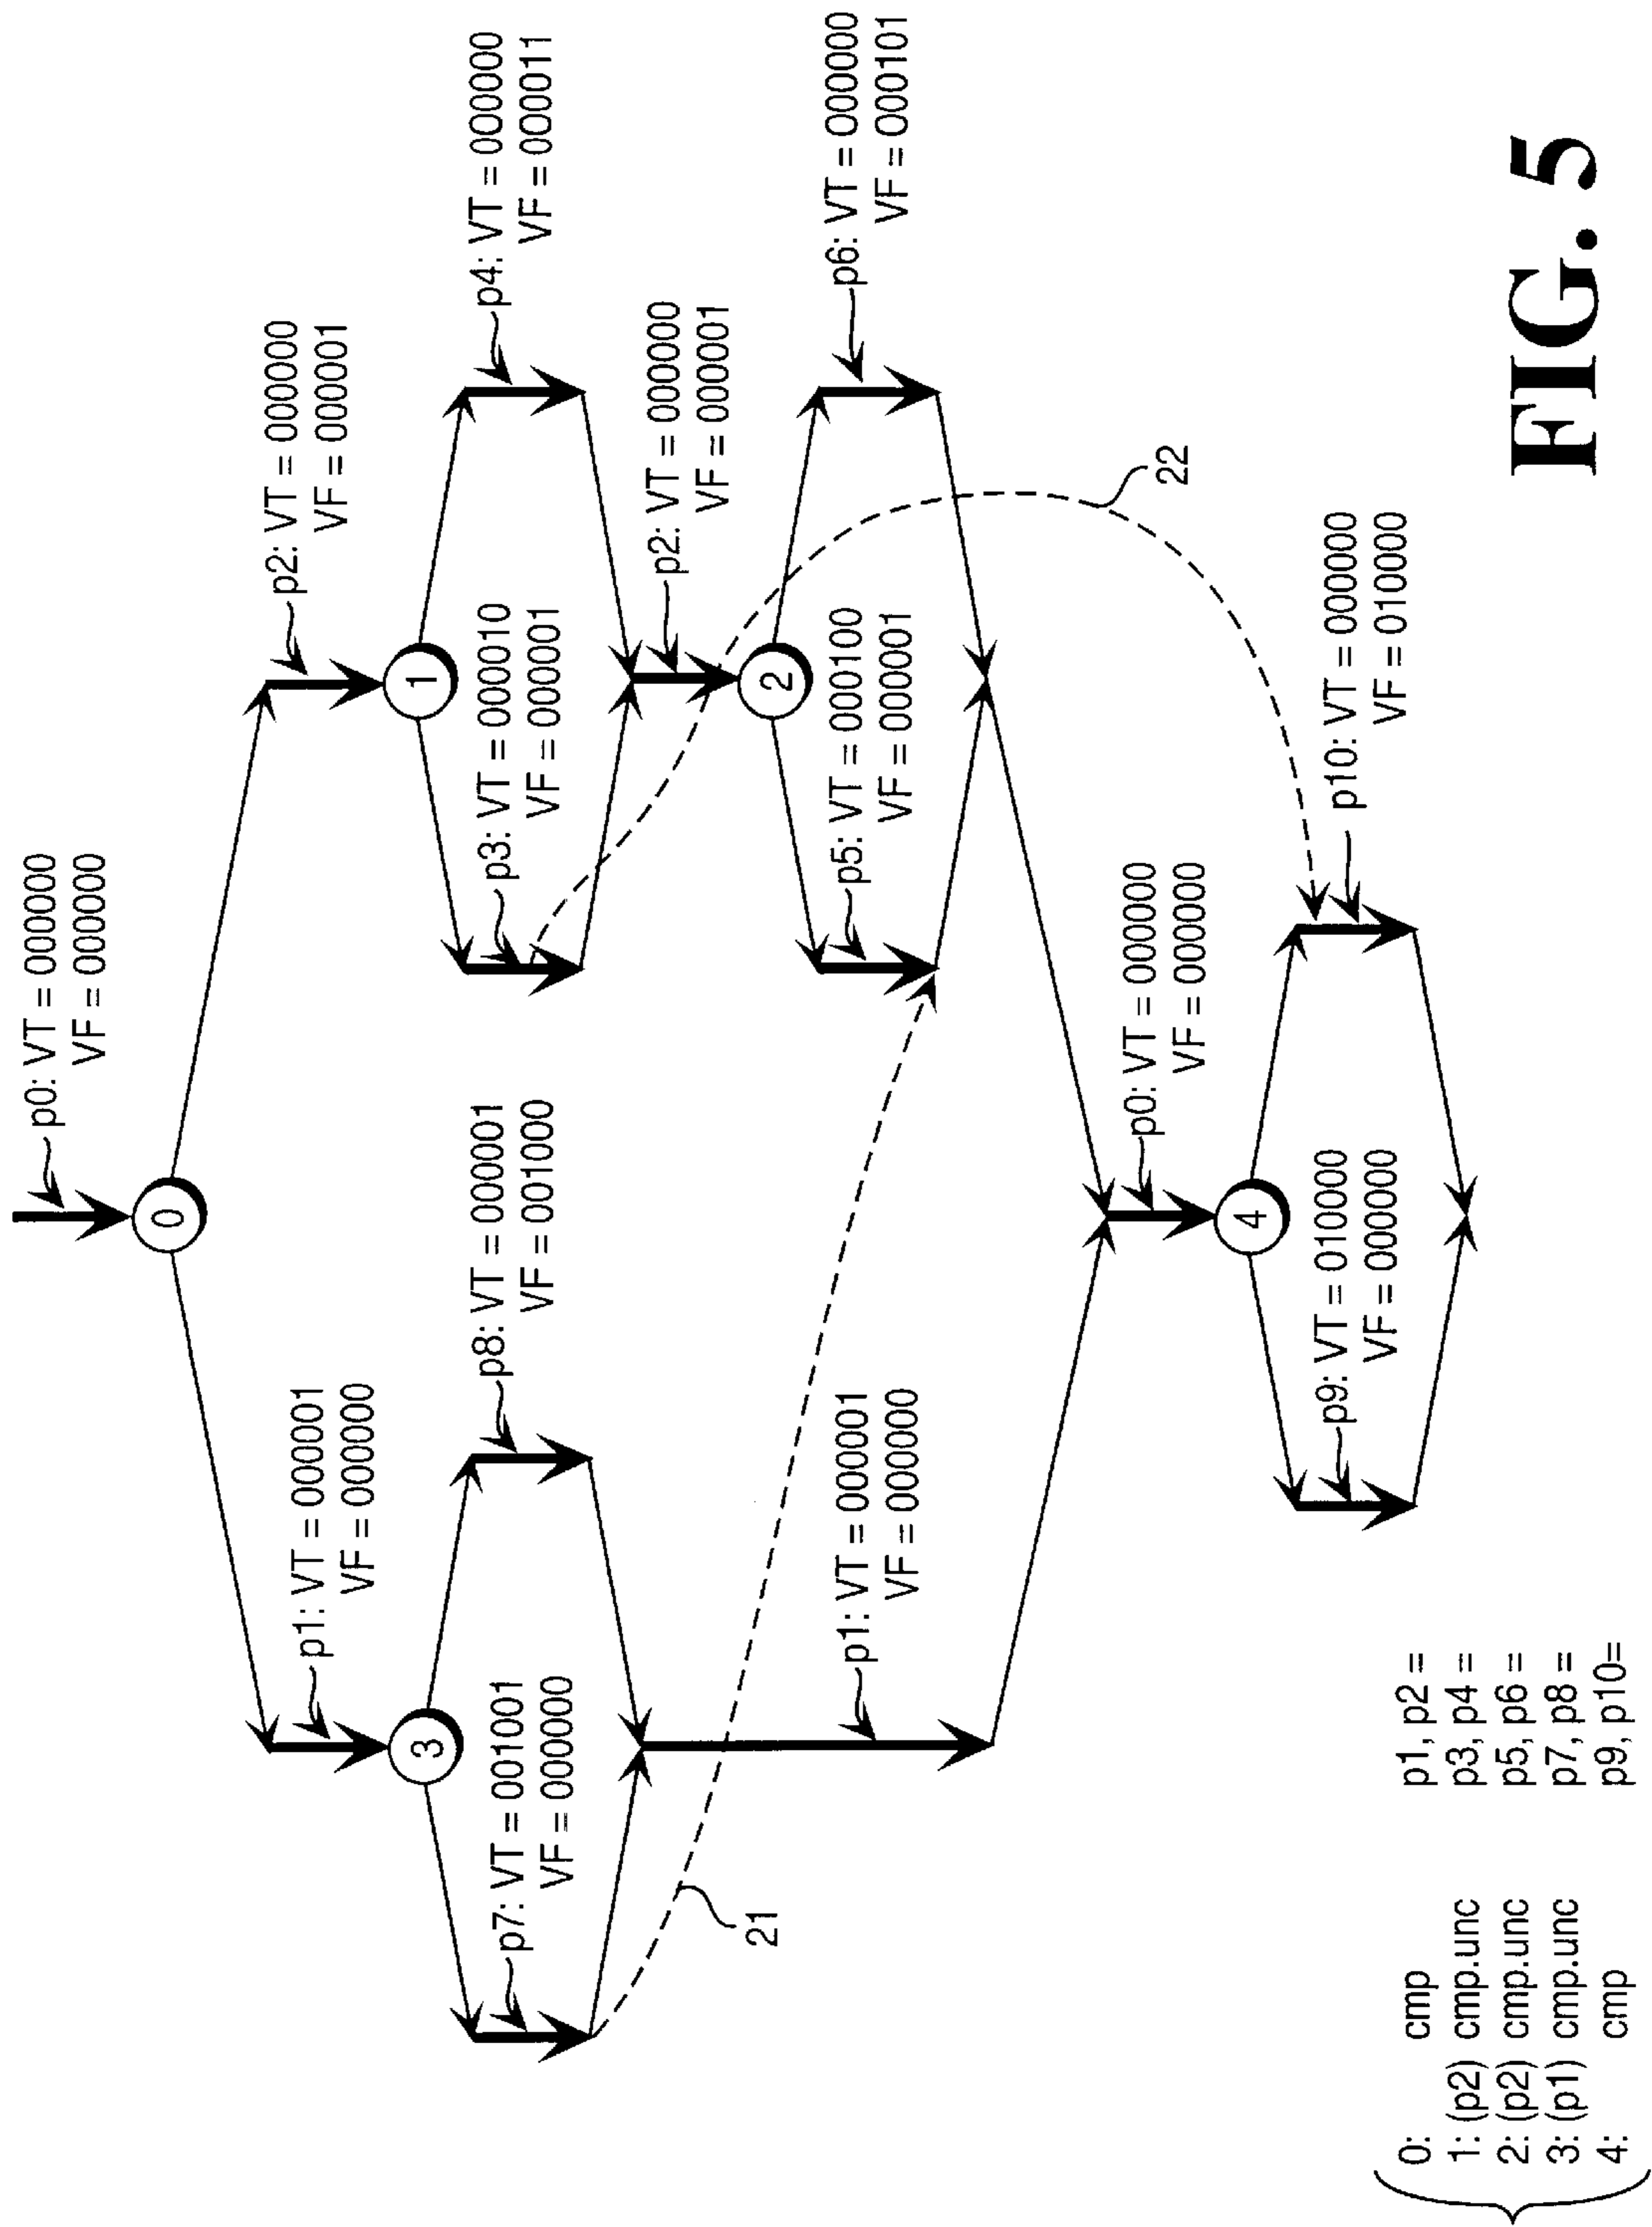 p0: VT = 000000
VF = 000000
0
p1: VT = 000001
VF = 000000
p2: VT = 000000
VF = 000001
3
1
p7: VT = 001001
VF = 000000
p8: VT = 000001
VF = 001000
p3: VT = 000010
VF = 000001
p4: VT = 000000
VF = 000011
p2: VT = 000000
VF = 000001
21
2
p1: VT = 000001
VF = 000000
p5: VT = 000100
VF = 000001
p6: VT = 000000
VF = 000101
22
p0: VT = 000000
VF = 000000
4
p9: VT = 010000
VF = 000000
p10: VT = 000000
VF = 010000
0: cmp p1, p2 =
1: (p2) cmp.unc p3, p4 =
2: (p2) cmp.unc p5, p6 =
3: (p1) cmp.unc p7, p8 =
4: cmp p9, p10=
FIG. 5